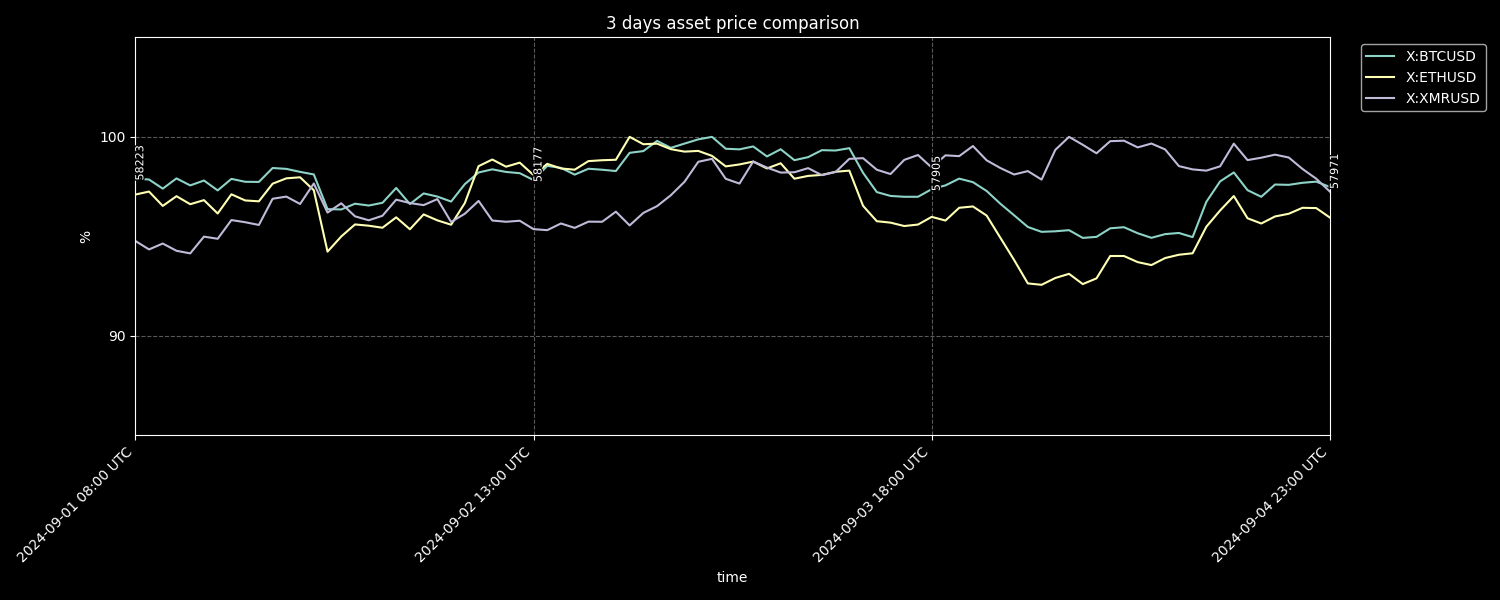 3 days asset price comparison
X:BTCUSD
X:ETHUSD
X:XMRUSD
100
90
%
58223
58177
57905
57971
2024-09-01 08:00 UTC
2024-09-02 13:00 UTC
2024-09-03 18:00 UTC
2024-09-04 23:00 UTC
time